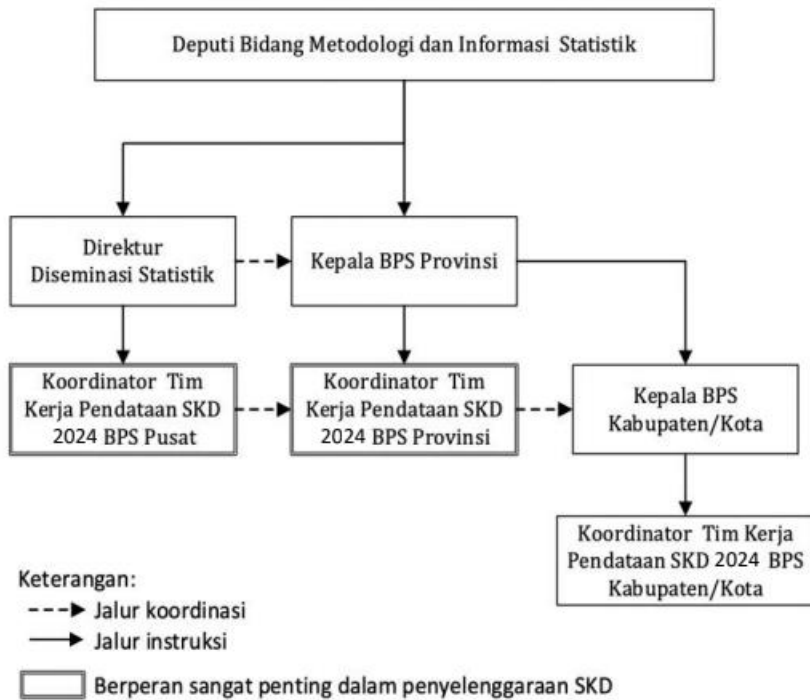 Deputi Bidang Metodologi dan Informasi Statistik
Direktur
Diseminasi Statistik
Kepala BPS Provinsi
Koordinator Tim
Kerja Pendataan SKD
2024 BPS Pusat
Koordinator Tim
Kerja Pendataan SKD
2024 BPS Provinsi
Kepala BPS
Kabupaten/Kota
Koordinator Tim Kerja
Pendataan SKD 2024 BPS
Kabupaten/Kota
Keterangan:
Jalur koordinasi
Jalur instruksi
Berperan sangat penting dalam penyelenggaraan SKD